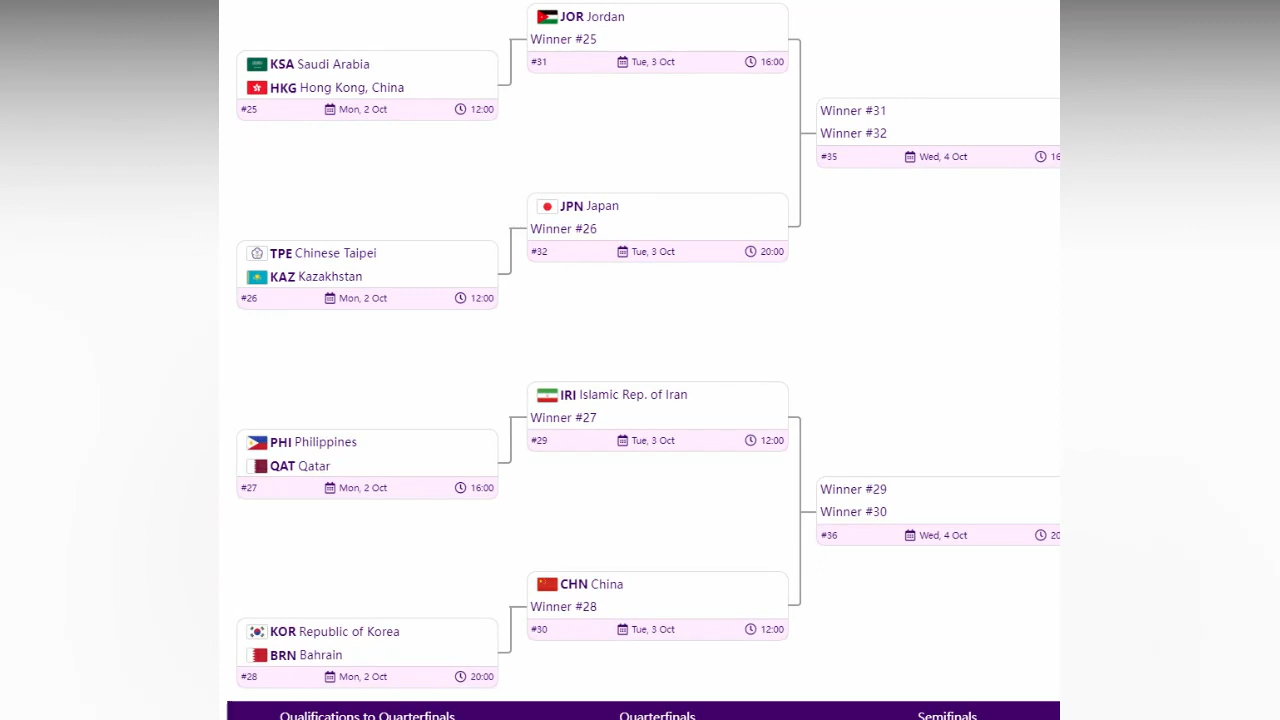 KSA Saudi Arabia
HKG Hong Kong, China
#25 Mon, 2 Oct 12:00
TPE Chinese Taipei
KAZ Kazakhstan
#26 Mon, 2 Oct 12:00
PHI Philippines
QAT Qatar
#27 Mon, 2 Oct 16:00
KOR Republic of Korea
BRN Bahrain
#28 Mon, 2 Oct 20:00
JOR Jordan
Winner #25
#31 Tue, 3 Oct 16:00
JPN Japan
Winner #26
#32 Tue, 3 Oct 20:00
IRI Islamic Rep. of Iran
Winner #27
#29 Tue, 3 Oct 12:00
CHN China
Winner #28
#30 Tue, 3 Oct 12:00
Winner #31
Winner #32
#35 Wed, 4 Oct 16
Winner #29
Winner #30
#36 Wed, 4 Oct 20
Qualifications to Quarterfinals Quarterfinals Semifinals